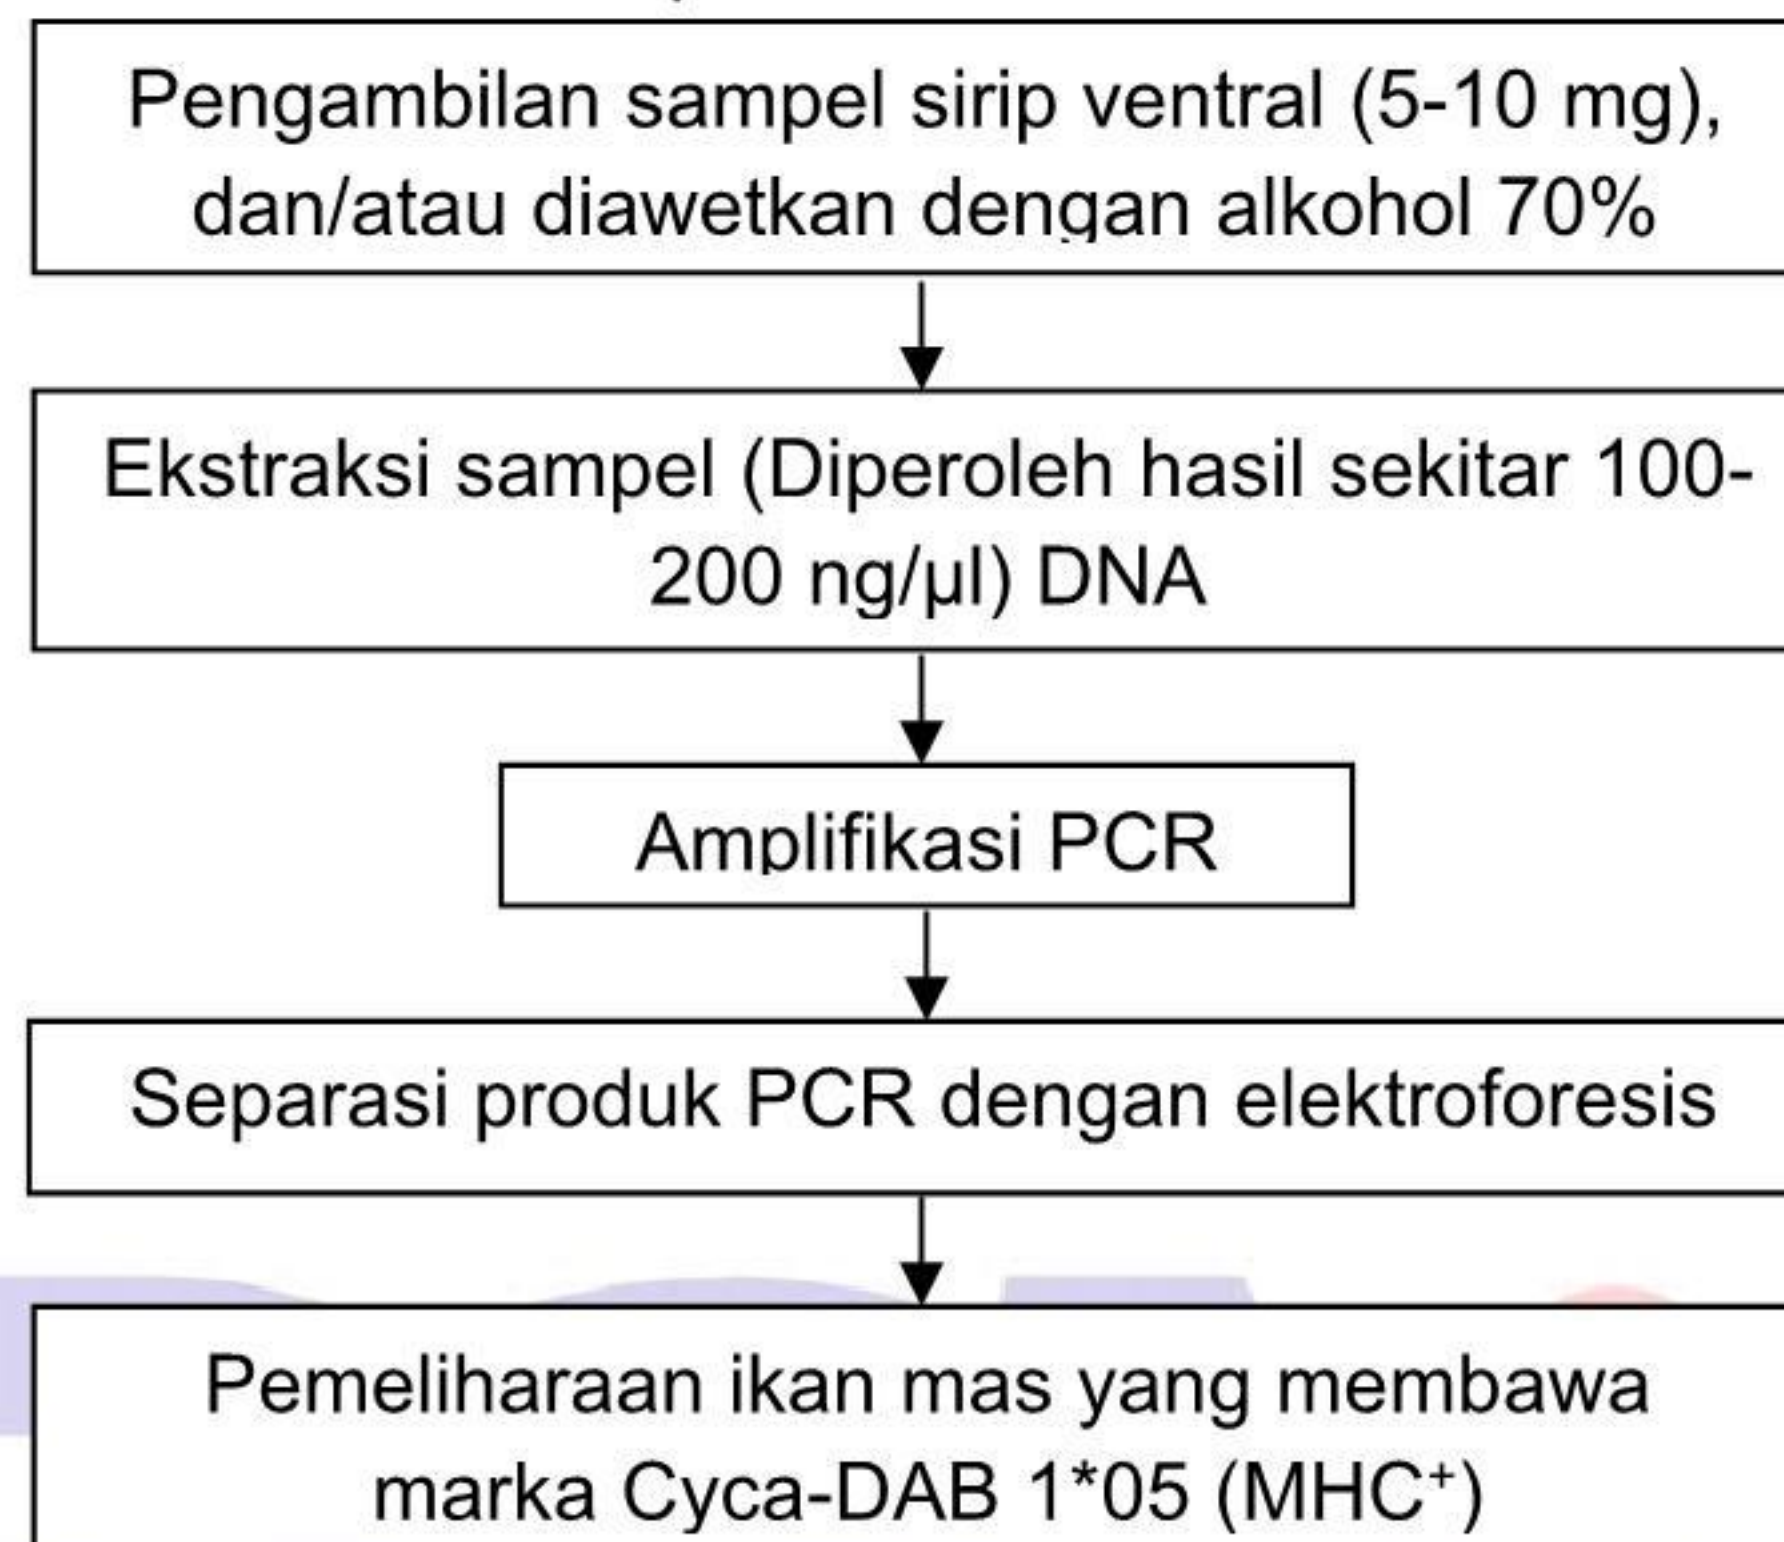 Pengambilan sampel sirip ventral (5-10 mg),
dan/atau diawetkan dengan alkohol 70%
Ekstraksi sampel (Diperoleh hasil sekitar 100-
200 ng/µl) DNA
Amplifikasi PCR
Separasi produk PCR dengan elektroforesis
Pemeliharaan ikan mas yang membawa
marka Cyca-DAB 1*05 (MHC⁺)